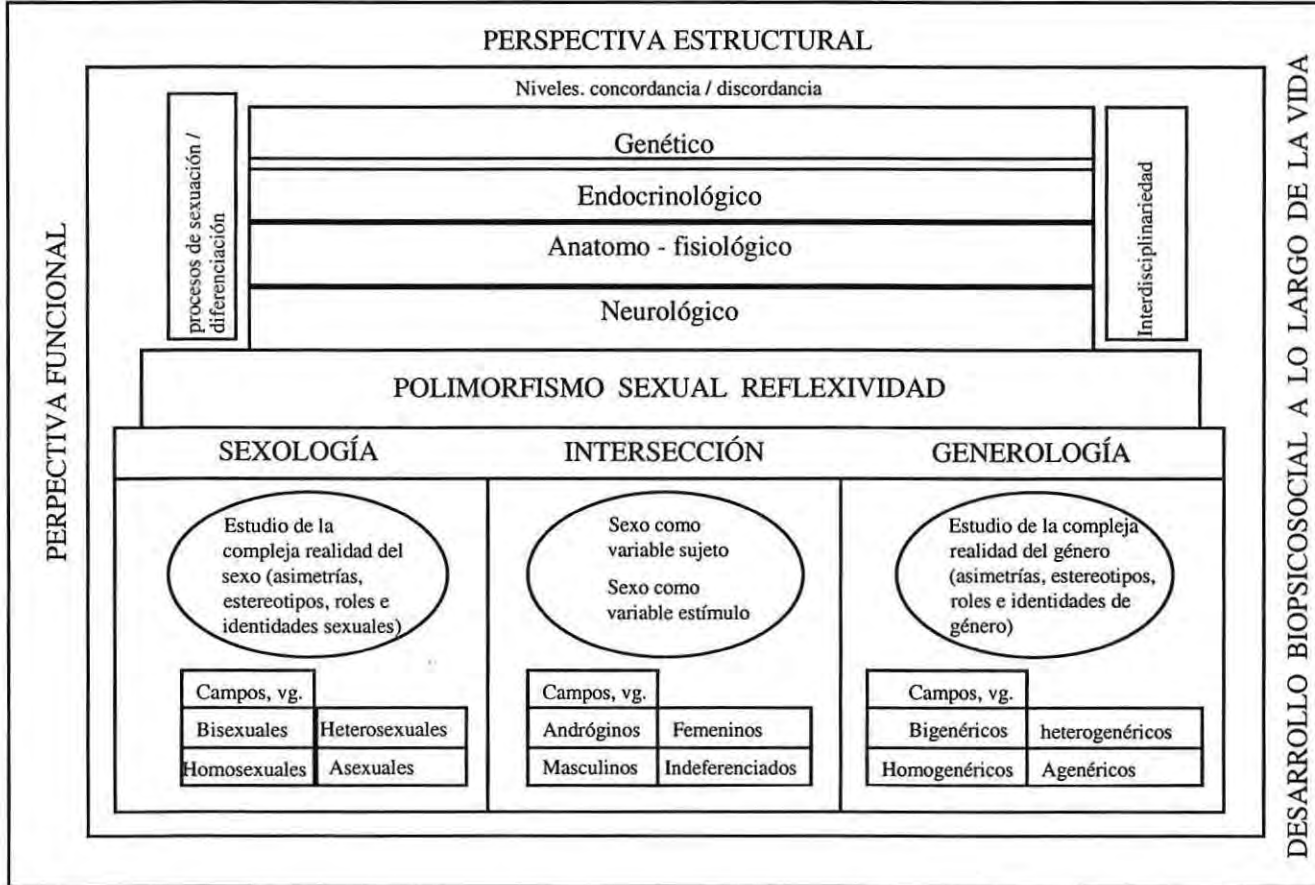 PERSPECTIVA ESTRUCTURAL
PERPECTIVA FUNCIONAL
Niveles. concordancia / discordancia
procesos de sexuación /
diferenciación
Genético
Endocrinológico
Anatomo - fisiológico
Neurológico
Interdisciplinariedad
DESARROLLO BIOPSICOSOCIAL A LO LARGO DE LA VIDA
POLIMORFISMO SEXUAL REFLEXIVIDAD
SEXOLOGÍA
Estudio de la
compleja realidad del
sexo (asimetrías,
estereotipos, roles e
identidades sexuales)
Campos, vg.
Bisexuales Heterosexuales
Homosexuales Asexuales
INTERSECCIÓN
Sexo como
variable sujeto
Sexo como
variable estímulo
Campos, vg.
Andróginos Femeninos
Masculinos Indeferenciados
GENEROLOGÍA
Estudio de la compleja
realidad del género
(asimetrías, estereotipos,
roles e identidades de
género)
Campos, vg.
Bigenéricos heterogenéricos
Homogenéricos Agenéricos